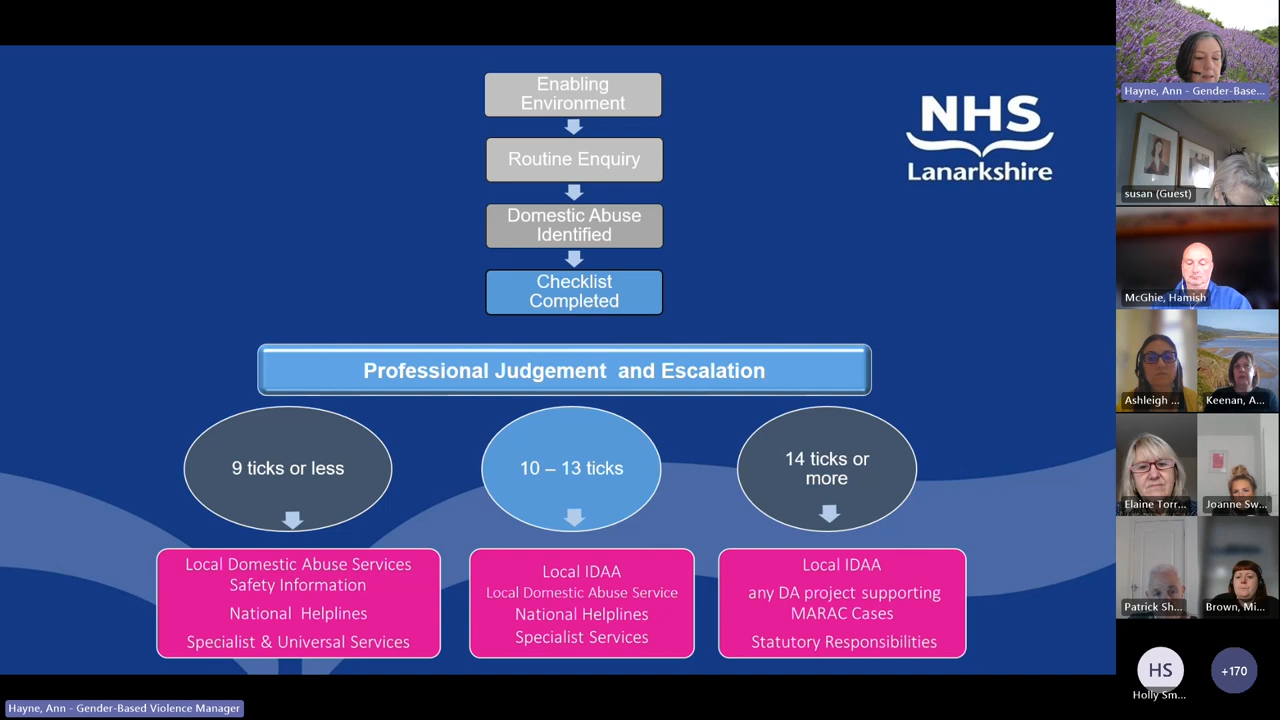 Enabling
Environment
Routine Enquiry
Domestic Abuse
Identified
Checklist
Completed
NHS
Lanarkshire
Professional Judgement and Escalation
9 ticks or less
10 – 13 ticks
14 ticks or
more
Local Domestic Abuse Services
Safety Information
National Helplines
Specialist & Universal Services
Local IDAA
Local Domestic Abuse Service
National Helplines
Specialist Services
Local IDAA
any DA project supporting
MARAC Cases
Statutory Responsibilities
Hayne, Ann - Gender-Based Violence Manager
Hayne, Ann - Gender-Base...
susan (Guest)
McGhie, Hamish
Ashleigh ...
Keenan, A...
Elaine Torr...
Joanne Sw...
Patrick Sh...
Brown, Mi...
HS
Holly Sm...
+170